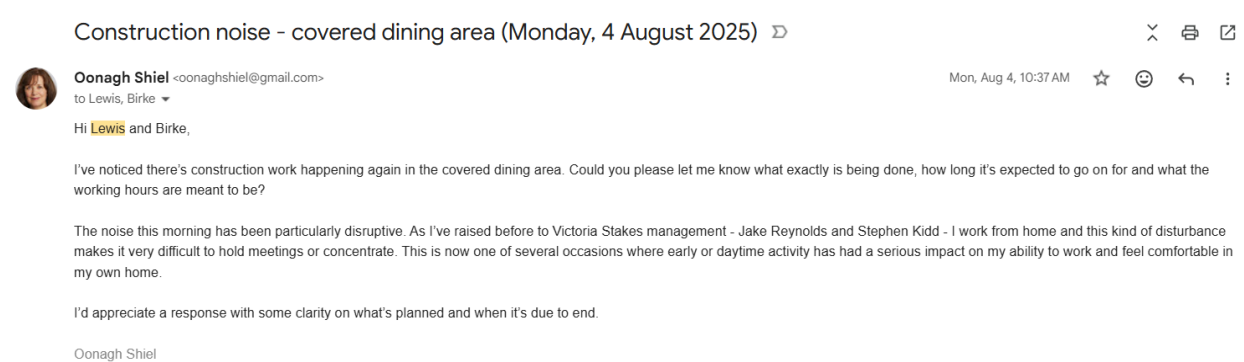 Construction noise - covered dining area (Monday, 4 August 2025)
Oonagh Shiel <oonaghshiel@gmail.com>
Mon, Aug 4, 10:37 AM
to Lewis, Birke
Hi Lewis and Birke,
I've noticed there's construction work happening again in the covered dining area. Could you please let me know what exactly is being done, how long it's expected to go on for and what the
working hours are meant to be?
The noise this morning has been particularly disruptive. As I've raised before to Victoria Stakes management - Jake Reynolds and Stephen Kidd - I work from home and this kind of disturbance
makes it very difficult to hold meetings or concentrate. This is now one of several occasions where early or daytime activity has had a serious impact on my ability to work and feel comfortable in
my own home.
I'd appreciate a response with some clarity on what's planned and when it's due to end.
Oonagh Shiel